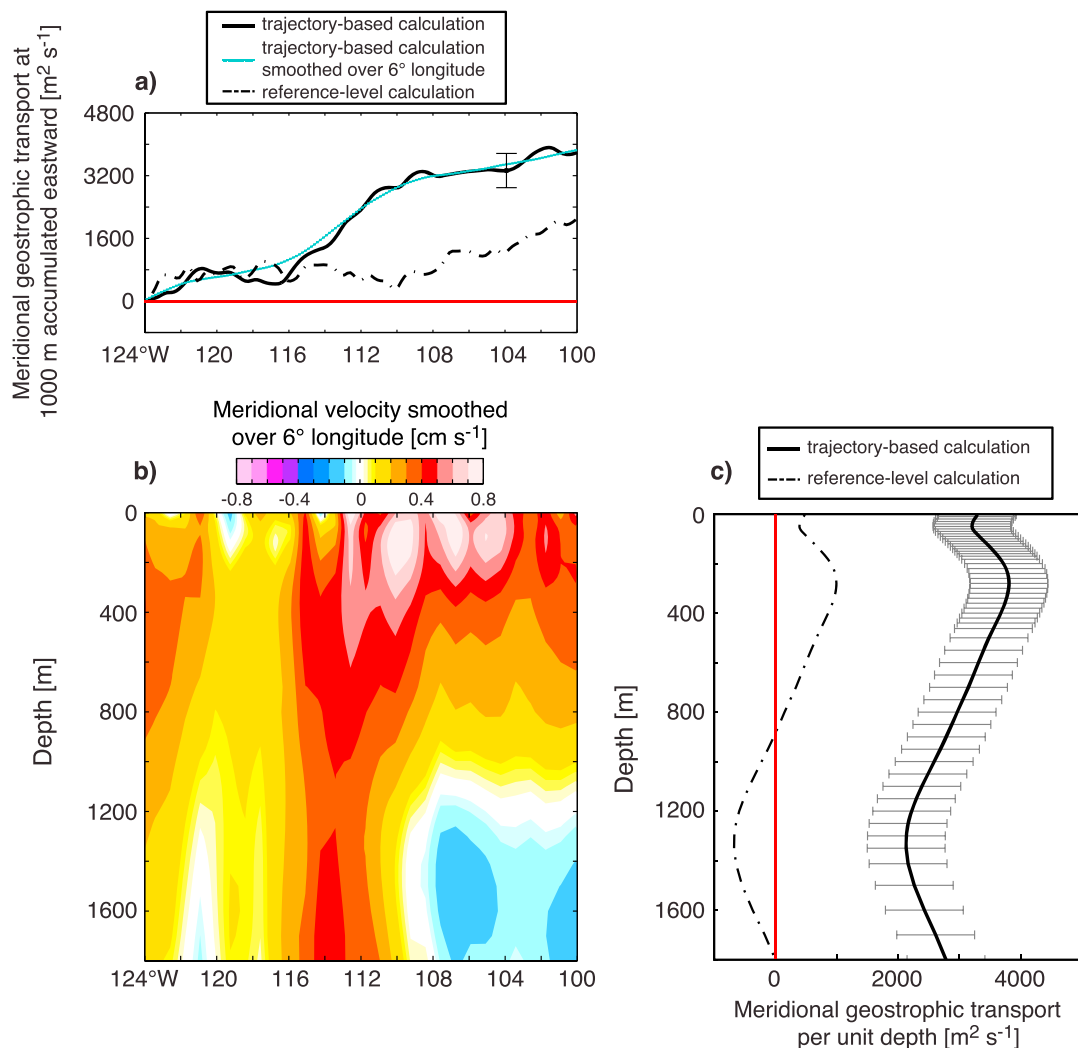 trajectory-based calculation
trajectory-based calculation
smoothed over 6° longitude
reference-level calculation
a)
Meridional geostrophic transport at
1000 m accumulated eastward [m² s⁻¹]
4800
3200
1600
0
124°W 120 116 112 108 104 100
Meridional velocity smoothed
over 6° longitude [cm s⁻¹]
b)
-0.8 -0.4 0 0.4 0.8
Depth [m]
0
400
800
1200
1600
124°W 120 116 112 108 104 100
trajectory-based calculation
reference-level calculation
c)
Depth [m]
0
400
800
1200
1600
0 2000 4000
Meridional geostrophic transport
per unit depth [m² s⁻¹]